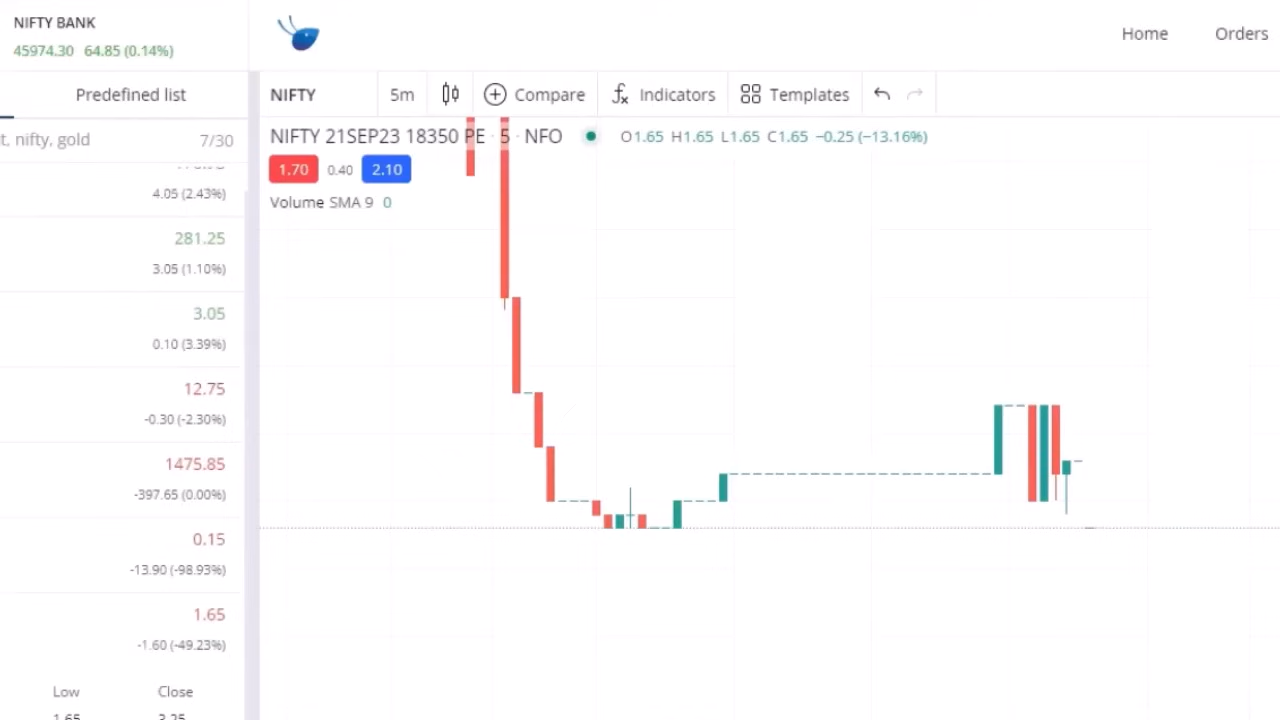 NIFTY BANK
45974.30 64.85 (0.14%)
Home Orders
Predefined list
NIFTY 5m Compare Indicators Templates
t, nifty, gold 7/30
NIFTY 21SEP23 18350 PE · 5 · NFO O1.65 H1.65 L1.65 C1.65 −0.25 (−13.16%)
1.70 0.40 2.10
Volume SMA 9 0
4.05 (2.43%)
281.25
3.05 (1.10%)
3.05
0.10 (3.39%)
12.75
-0.30 (-2.30%)
1475.85
-397.65 (0.00%)
0.15
-13.90 (-98.93%)
1.65
-1.60 (-49.23%)
Low Close
1.65 3.25